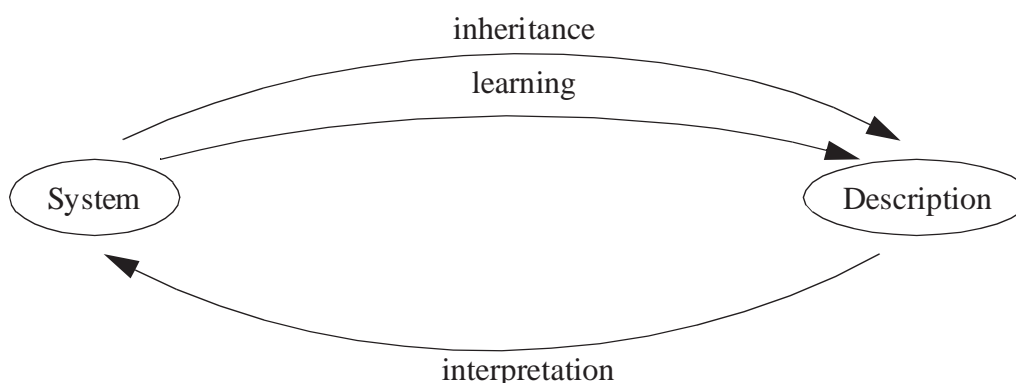 inheritance
learning
System
Description
interpretation